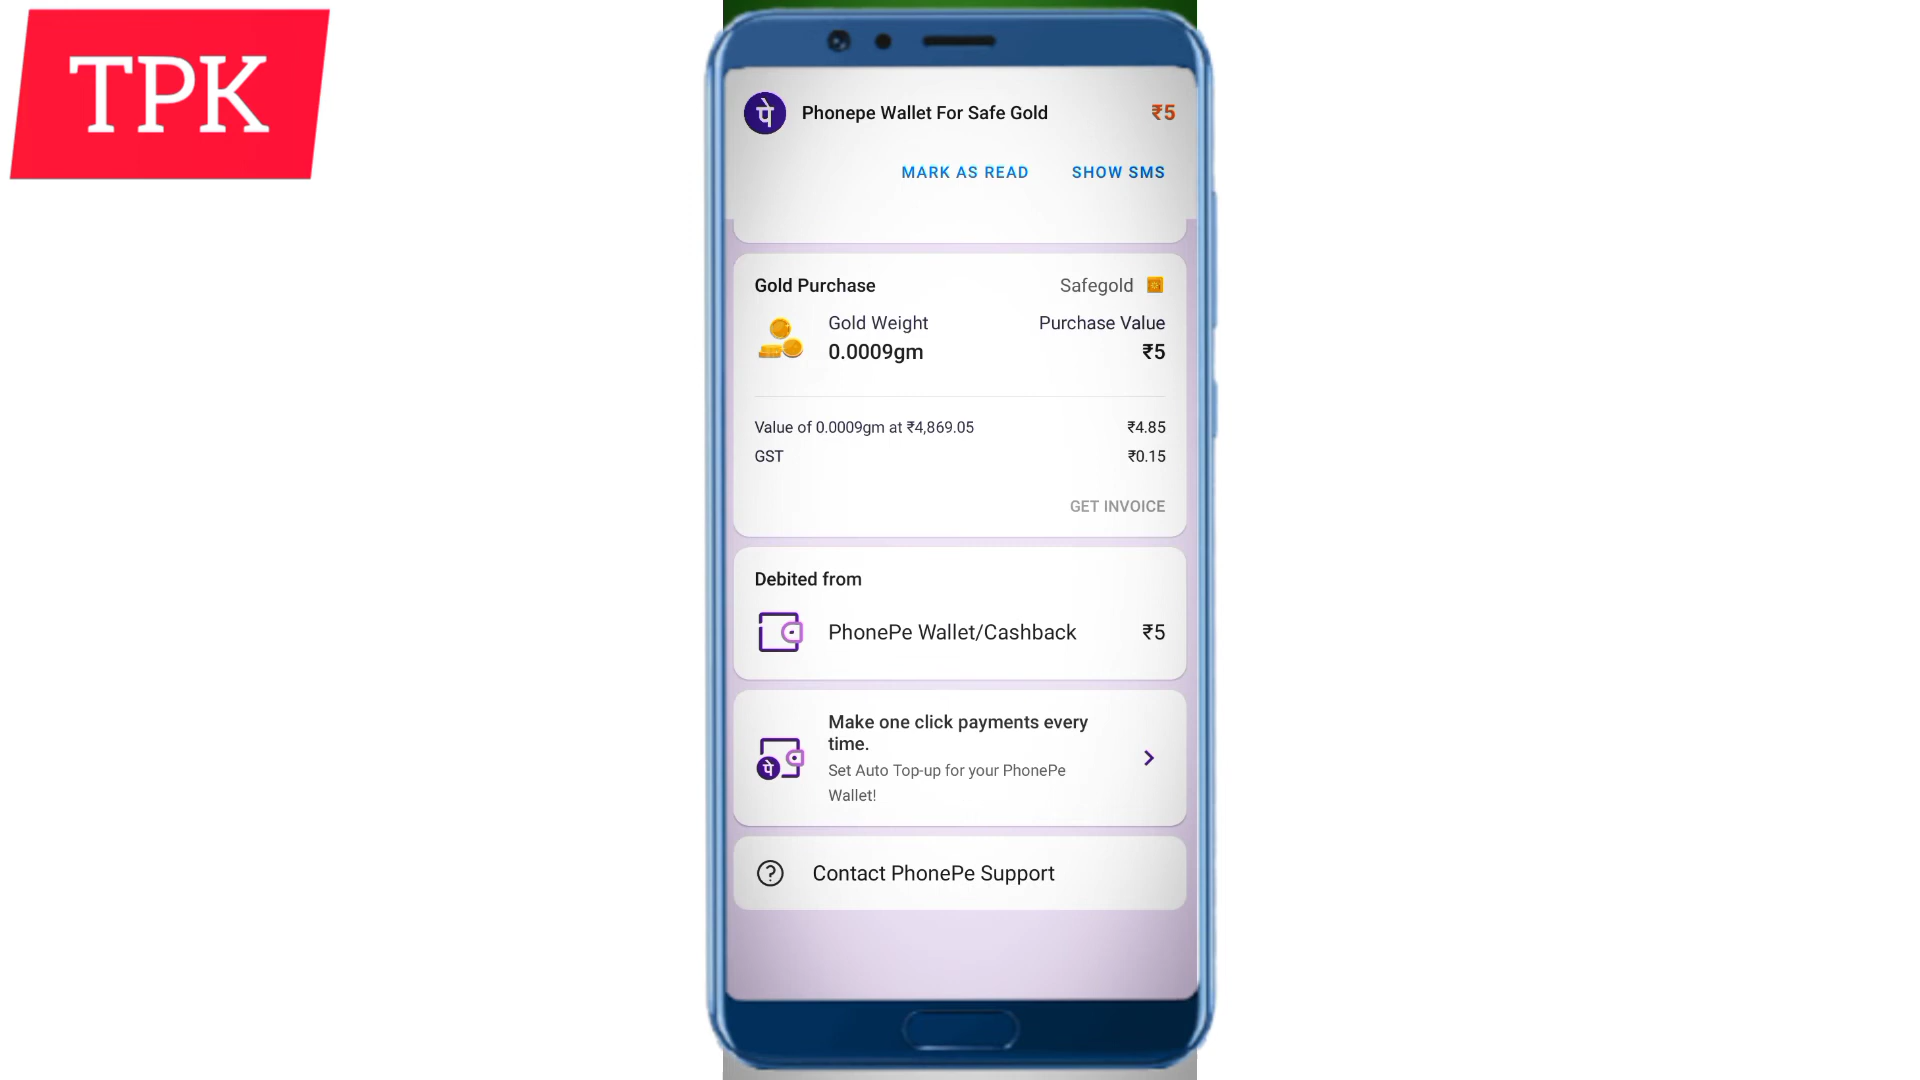 TPK
पे Phonepe Wallet For Safe Gold ₹5
MARK AS READ SHOW SMS
Gold Purchase Safegold
Gold Weight Purchase Value
0.0009gm ₹5
Value of 0.0009gm at ₹4,869.05 ₹4.85
GST ₹0.15
GET INVOICE
Debited from
PhonePe Wallet/Cashback ₹5
Make one click payments every
time.
पे
Set Auto Top-up for your PhonePe
Wallet!
? Contact PhonePe Support